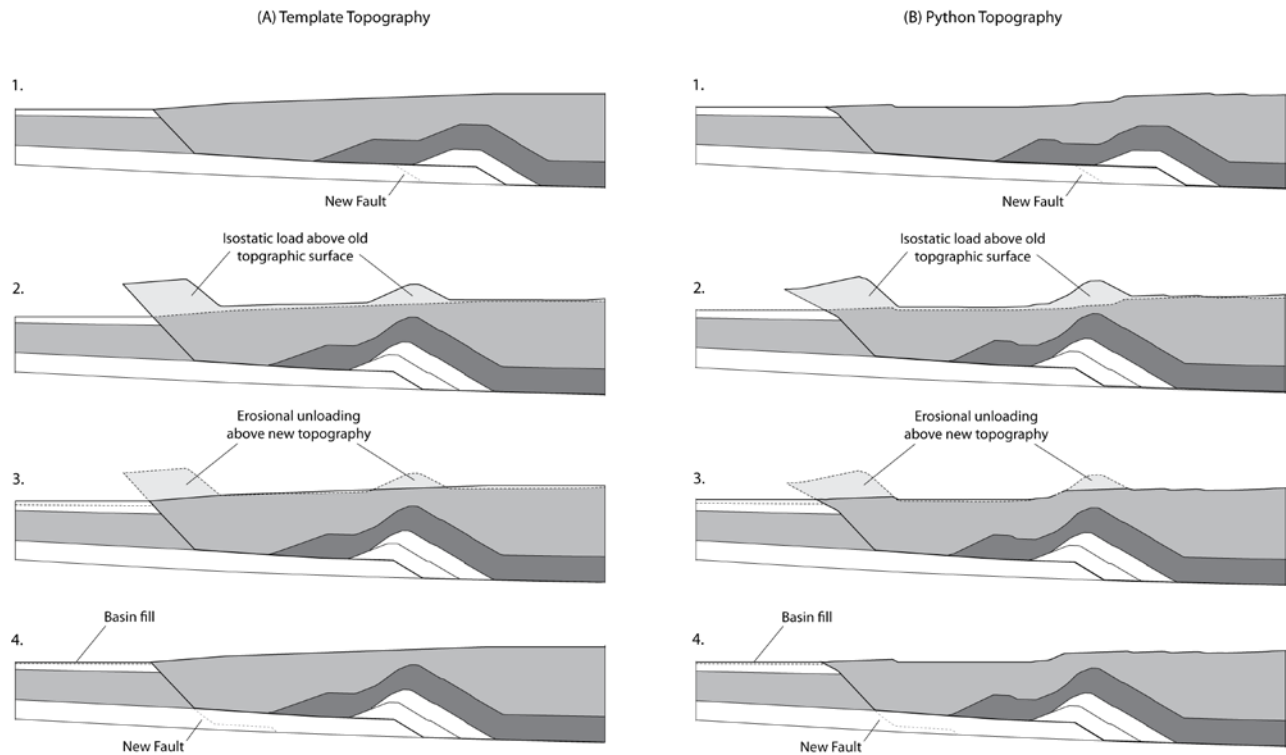 (A) Template Topography
1.
New Fault
Isostatic load above old
topgraphic surface
2.
Erosional unloading
above new topography
3.
Basin fill
4.
New Fault
(B) Python Topography
1.
New Fault
Isostatic load above old
topgraphic surface
2.
Erosional unloading
above new topography
3.
Basin fill
4.
New Fault